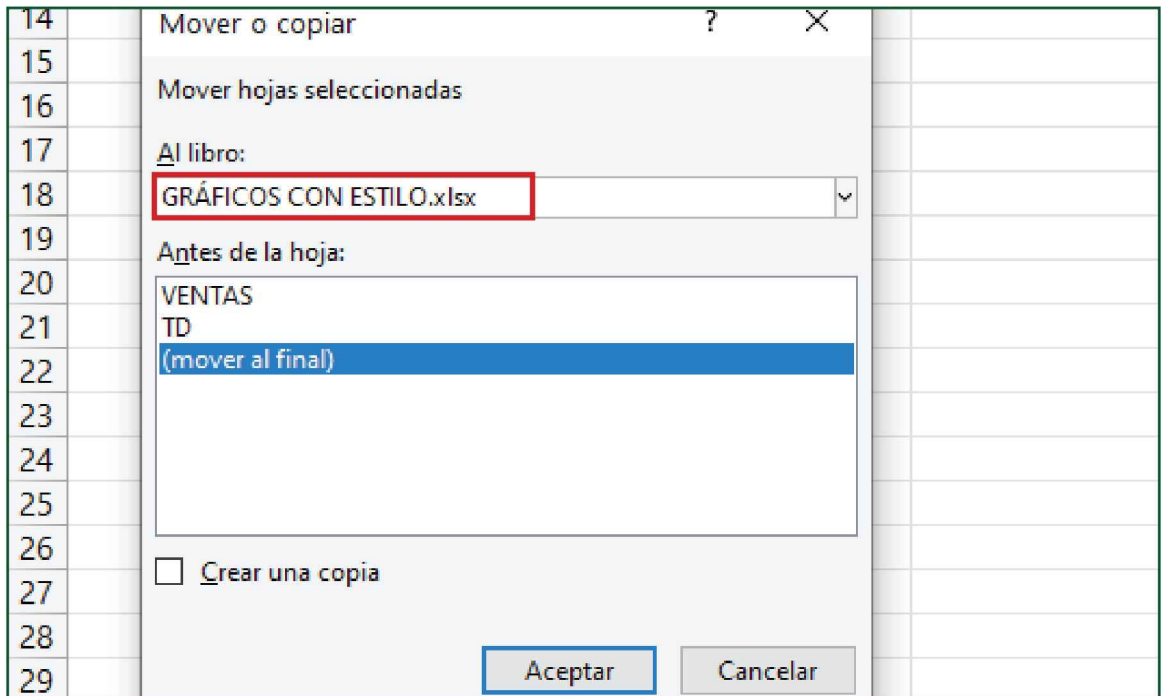 14
Mover o copiar ? ✕
15
Mover hojas seleccionadas
16
17
Al libro:
18
GRÁFICOS CON ESTILO.xlsx
19
Antes de la hoja:
20
VENTAS
21
TD
22
(mover al final)
23
24
25
26
Crear una copia
27
28
29
Aceptar Cancelar